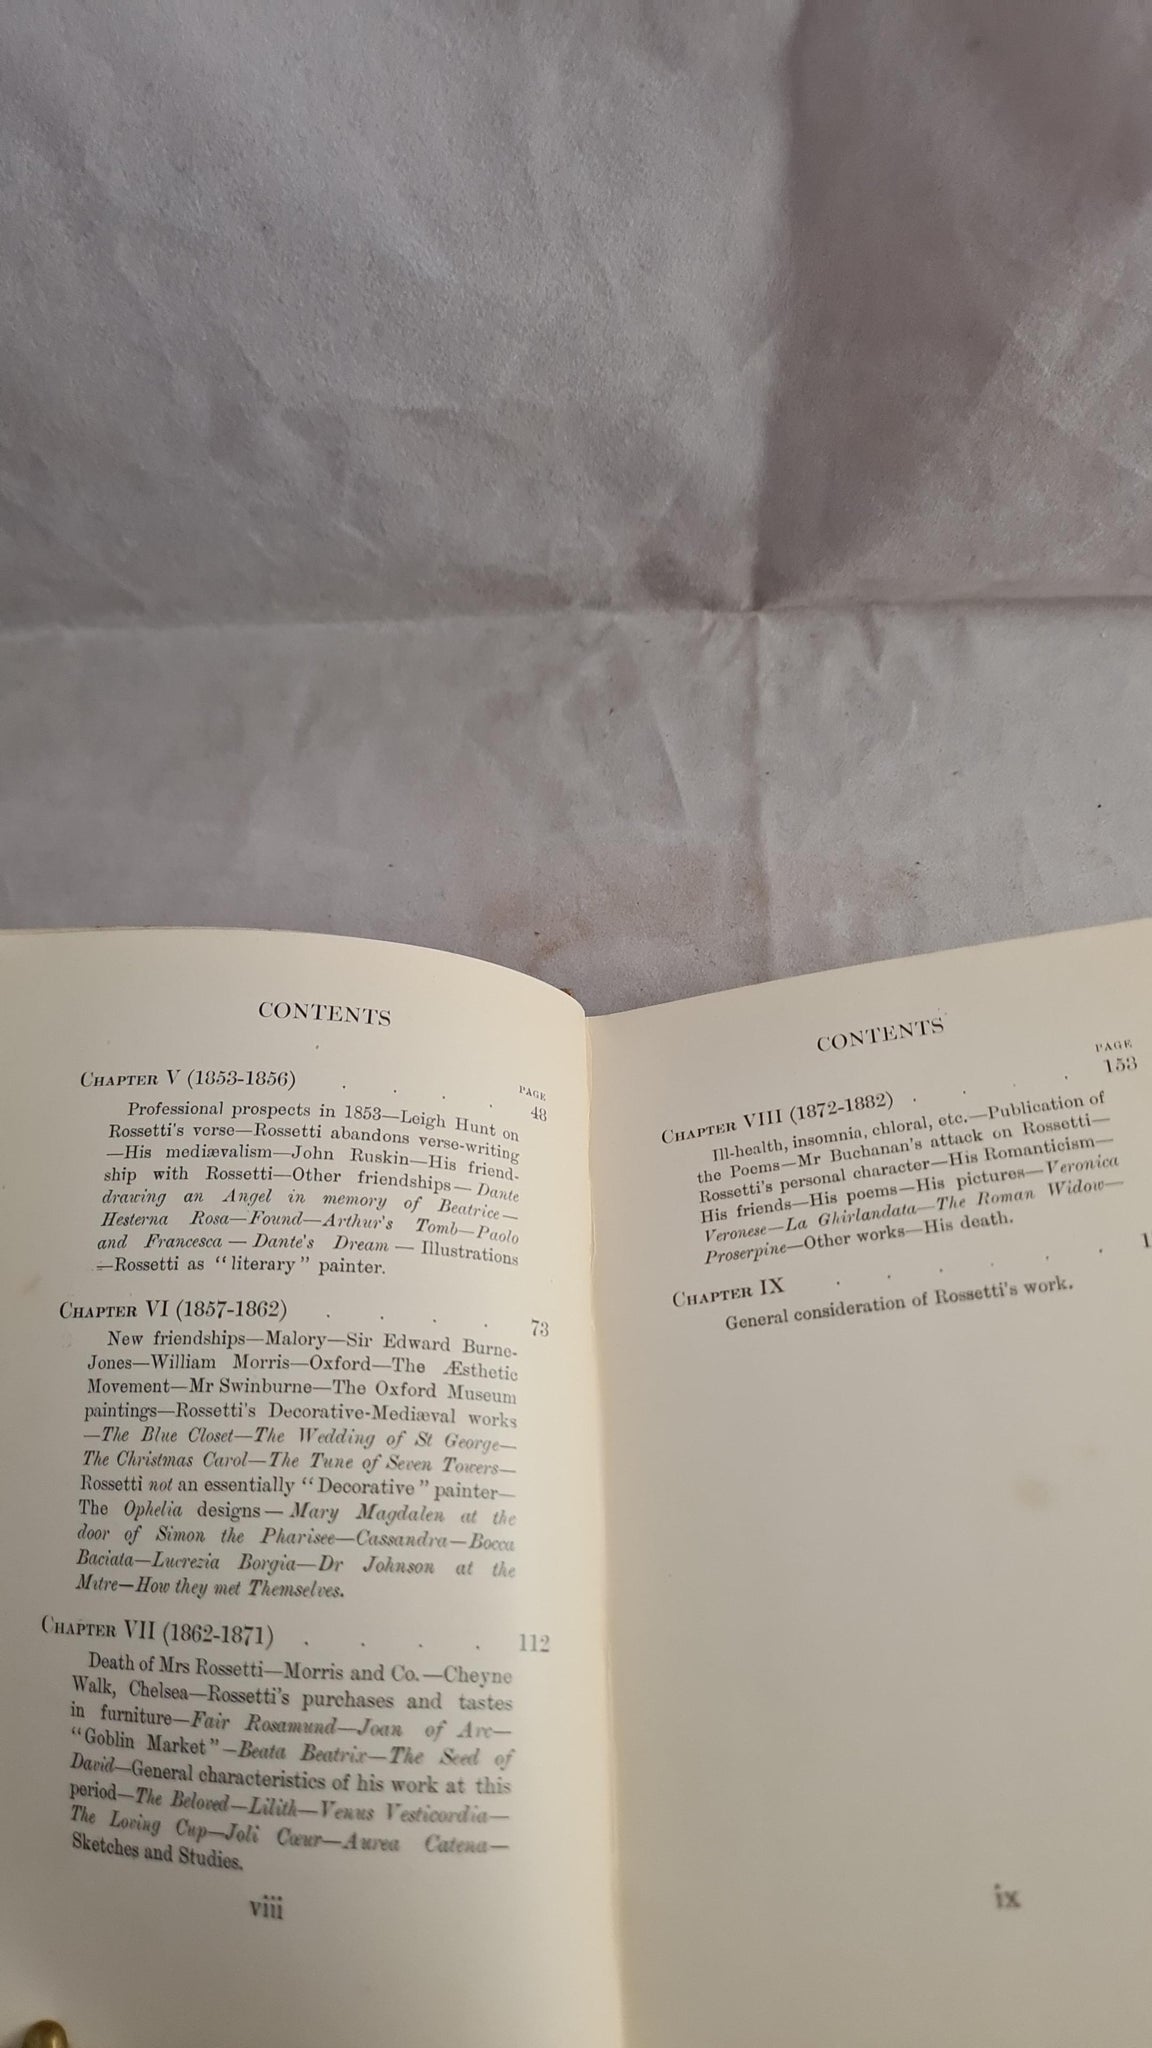 CONTENTS
PAGE
CHAPTER V (1853-1856) . . . . 48
Professional prospects in 1853—Leigh Hunt on
Rossetti's verse—Rossetti abandons verse-writing
—His mediævalism—John Ruskin—His friend-
ship with Rossetti—Other friendships—Dante
drawing an Angel in memory of Beatrice—
Hesterna Rosa—Found—Arthur's Tomb—Paolo
and Francesca—Dante's Dream—Illustrations
—Rossetti as "literary" painter.
CHAPTER VI (1857-1862) . . . . 73
New friendships—Malory—Sir Edward Burne-
Jones—William Morris—Oxford—The Æsthetic
Movement—Mr Swinburne—The Oxford Museum
paintings—Rossetti's Decorative-Mediæval works
—The Blue Closet—The Wedding of St George—
The Christmas Carol—The Tune of Seven Towers—
Rossetti not an essentially "Decorative" painter—
The Ophelia designs—Mary Magdalen at the
door of Simon the Pharisee—Cassandra—Bocca
Baciata—Lucrezia Borgia—Dr Johnson at the
Mitre—How they met Themselves.
CHAPTER VII (1862-1871) . . . . 112
Death of Mrs Rossetti—Morris and Co.—Cheyne
Walk, Chelsea—Rossetti's purchases and tastes
in furniture—Fair Rosamund—Joan of Arc—
"Goblin Market"—Beata Beatrix—The Seed of
David—General characteristics of his work at this
period—The Beloved—Lilith—Venus Vesticordia—
The Loving Cup—Joli Cœur—Aurea Catena—
Sketches and Studies.
viii
CONTENTS
PAGE
CHAPTER VIII (1872-1882) . . . . 153
Ill-health, insomnia, chloral, etc.—Publication of
the Poems—Mr Buchanan's attack on Rossetti—
Rossetti's personal character—His Romanticism—
His friends—His poems—His pictures—Veronica
Veronese—La Ghirlandata—The Roman Widow—
Proserpine—Other works—His death.
CHAPTER IX . . . . . .
General consideration of Rossetti's work.
ix